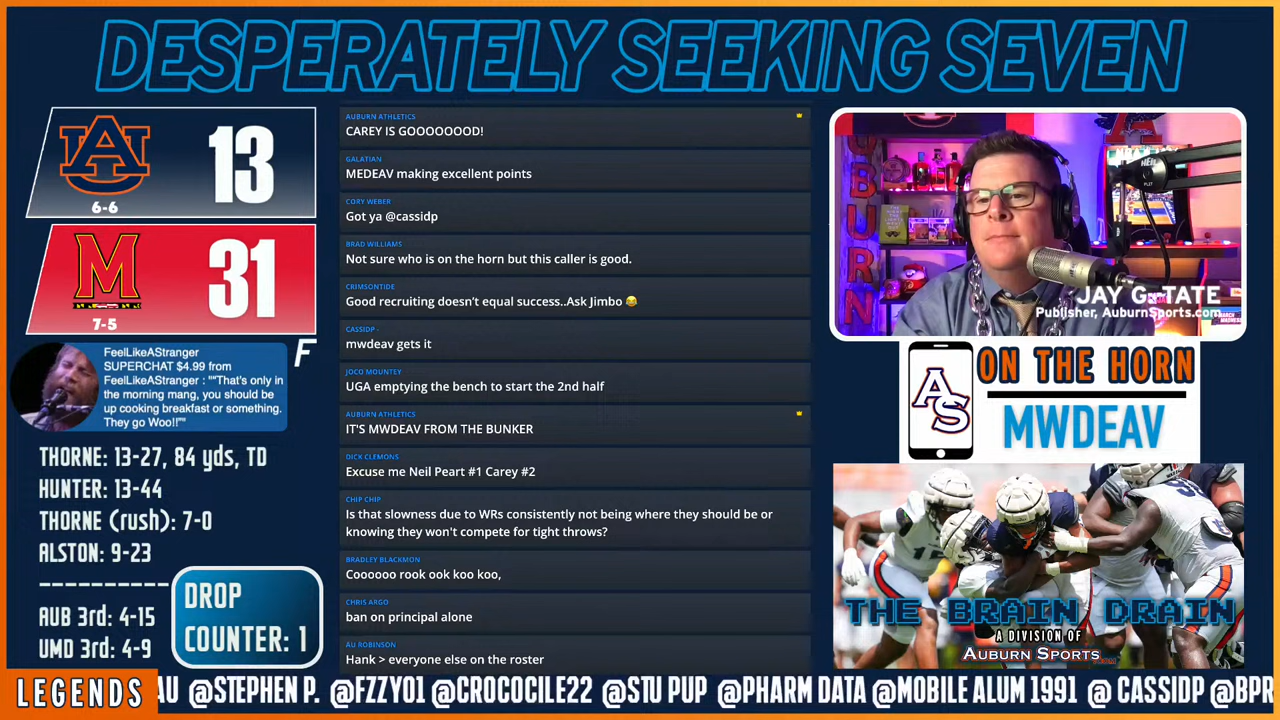 DESPERATELY SEEKING SEVEN
13
6-6
31
7-5
F
FeelLikeAStranger
SUPERCHAT $4.99 from
FeelLikeAStranger : ""That's only in
the morning mang, you should be
up cooking breakfast or something.
They go Woo!!""
THORNE: 13-27, 84 yds, TD
HUNTER: 13-44
THORNE (rush): 7-0
ALSTON: 9-23
AUB 3rd: 4-15
UMD 3rd: 4-9
DROP
COUNTER: 1
AUBURN ATHLETICS
CAREY IS GOOOOOOOD!
GALATIAN
MEDEAV making excellent points
CORY WEBER
Got ya @cassidp
BRAD WILLIAMS
Not sure who is on the horn but this caller is good.
CRIMSONTIDE
Good recruiting doesn't equal success..Ask Jimbo 😂
CASSIDP -
mwdeav gets it
JOCO MOUNTEY
UGA emptying the bench to start the 2nd half
AUBURN ATHLETICS
IT'S MWDEAV FROM THE BUNKER
DICK CLEMONS
Excuse me Neil Peart #1 Carey #2
CHIP CHIP
Is that slowness due to WRs consistently not being where they should be or
knowing they won't compete for tight throws?
BRADLEY BLACKMON
Coooooo rook ook koo koo,
CHRIS ARGO
ban on principal alone
AU ROBINSON
Hank > everyone else on the roster
JAY G. TATE
Publisher, AuburnSports.com
ON THE HORN
MWDEAV
THE BRAIN DRAIN
A DIVISION OF
AUBURN SPORTS.COM
LEGENDS
AU @STEPHEN P. @FZZY01 @CROCOCILE22 @STU PUP @PHARM DATA @MOBILE ALUM 1991 @ CASSIDP @BPR